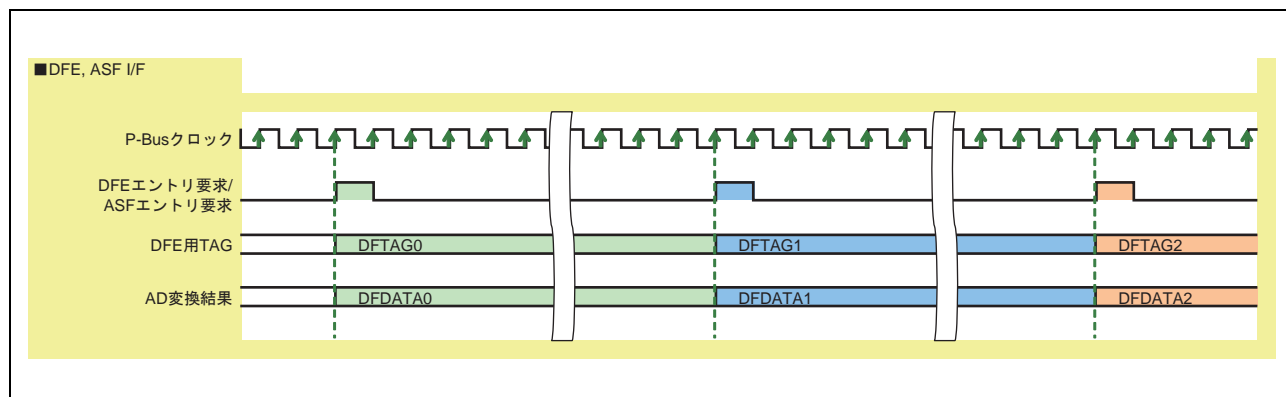 ■DFE, ASF I/F
P-Busクロック
DFEエントリ要求/
ASFエントリ要求
DFE用TAG
DFTAG0
DFTAG1
DFTAG2
AD変換結果
DFDATA0
DFDATA1
DFDATA2